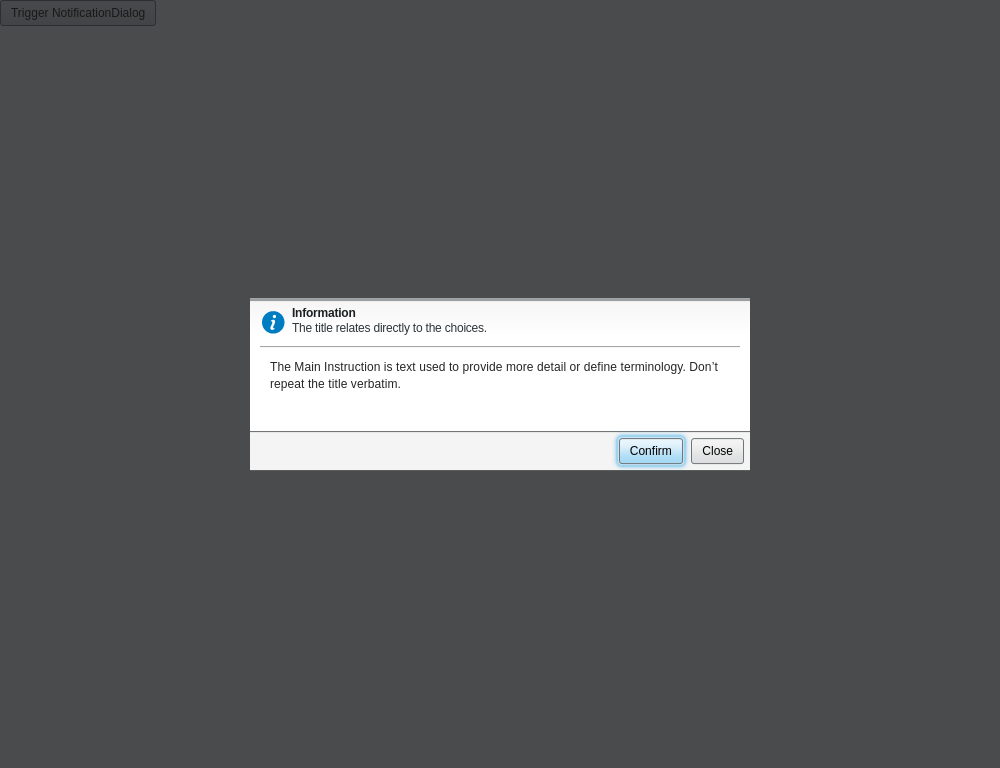 Trigger NotificationDialog
Information
The title relates directly to the choices.
The Main Instruction is text used to provide more detail or define terminology. Don’t
repeat the title verbatim.
Confirm Close